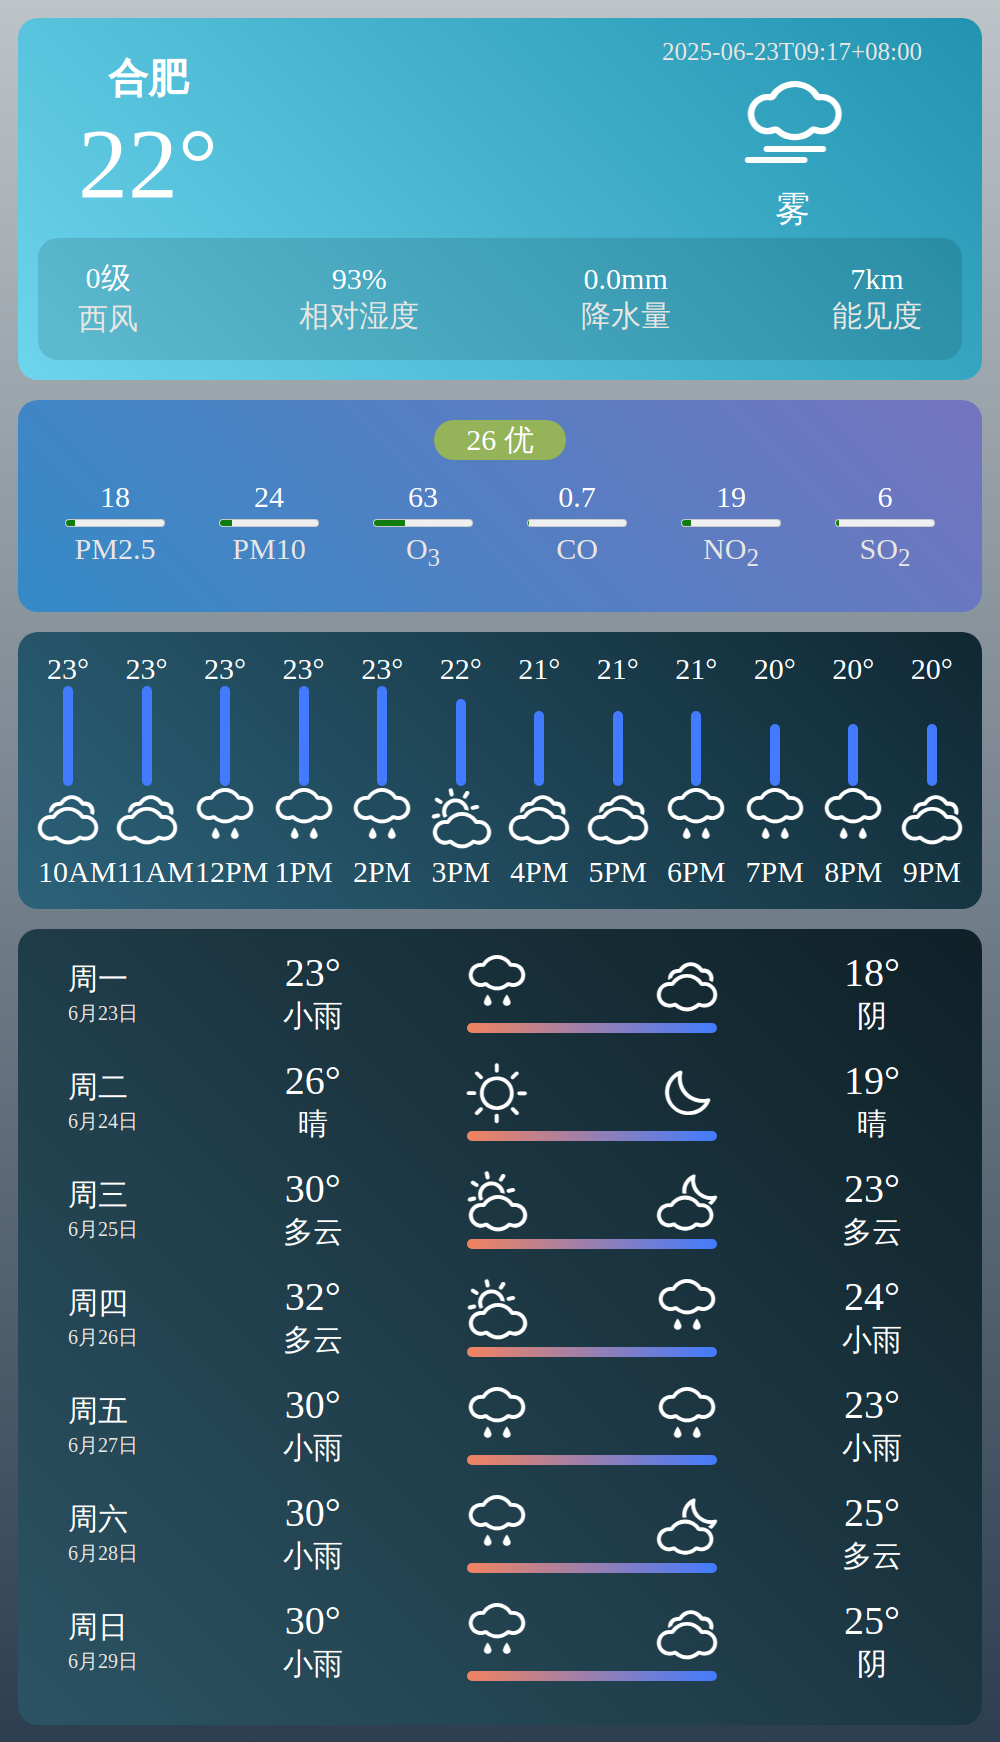 合肥
2025-06-23T09:17+08:00
22°
雾
0级 93% 0.0mm 7km
西风 相对湿度 降水量 能见度
26 优
18 24 63 0.7 19 6
PM2.5 PM10 O3 CO NO2 SO2
23° 23° 23° 23° 23° 22° 21° 21° 21° 20° 20° 20°
10AM 11AM 12PM 1PM 2PM 3PM 4PM 5PM 6PM 7PM 8PM 9PM
周一 23° 18°
6月23日 小雨 阴
周二 26° 19°
6月24日 晴 晴
周三 30° 23°
6月25日 多云 多云
周四 32° 24°
6月26日 多云 小雨
周五 30° 23°
6月27日 小雨 小雨
周六 30° 25°
6月28日 小雨 多云
周日 30° 25°
6月29日 小雨 阴